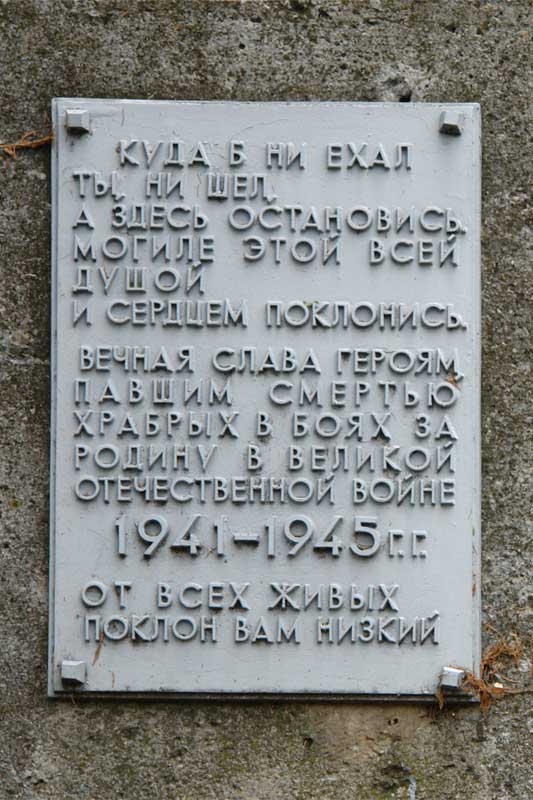 КУДА Б НИ ЕХАЛ
ТЫ, НИ ШЕЛ,
А ЗДЕСЬ ОСТАНОВИСЬ.
МОГИЛЕ ЭТОЙ ВСЕЙ
ДУШОЙ
И СЕРДЦЕМ ПОКЛОНИСЬ.
ВЕЧНАЯ СЛАВА ГЕРОЯМ,
ПАВШИМ СМЕРТЬЮ
ХРАБРЫХ В БОЯХ ЗА
РОДИНУ В ВЕЛИКОЙ
ОТЕЧЕСТВЕННОЙ ВОЙНЕ
1941-1945 г.г.
ОТ ВСЕХ ЖИВЫХ
ПОКЛОН ВАМ НИЗКИЙ